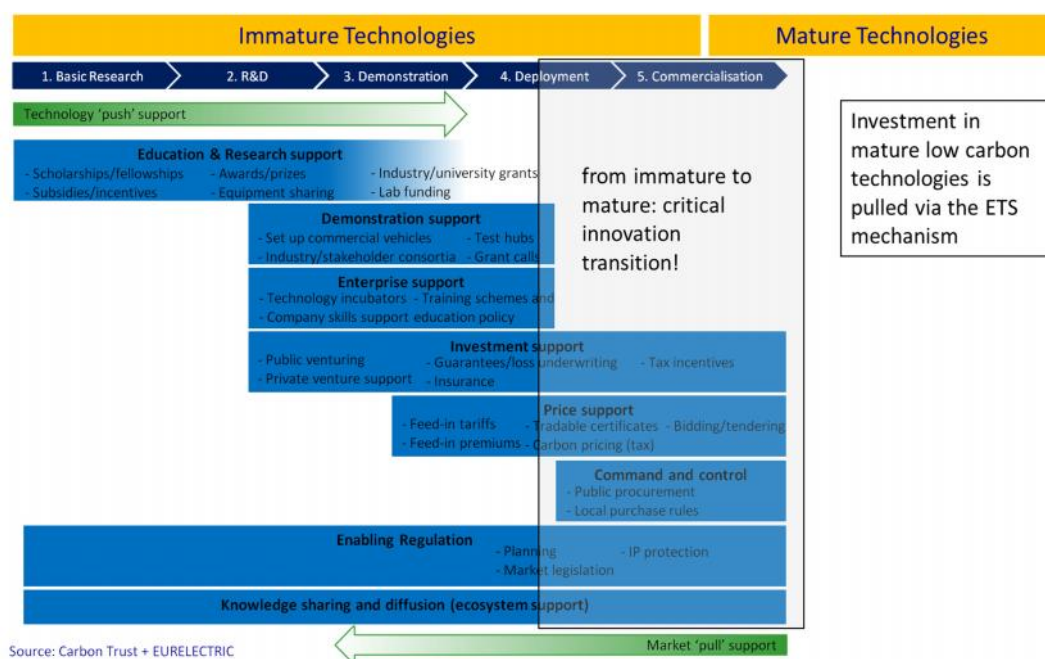 Immature Technologies
Mature Technologies
1. Basic Research
2. R&D
3. Demonstration
4. Deployment
5. Commercialisation
Technology 'push' support
Education & Research support
- Scholarships/fellowships - Awards/prizes - Industry/university grants
- Subsidies/incentives - Equipment sharing - Lab funding
Demonstration support
- Set up commercial vehicles - Test hubs
- Industry/stakeholder consortia - Grant calls
Enterprise support
- Technology incubators - Training schemes and
- Company skills support education policy
Investment support
- Public venturing - Guarantees/loss underwriting - Tax incentives
- Private venture support - Insurance
Price support
- Feed-in tariffs - Tradable certificates - Bidding/tendering
- Feed-in premiums - Carbon pricing (tax)
Command and control
- Public procurement
- Local purchase rules
Enabling Regulation
- Planning - IP protection
- Market legislation
Knowledge sharing and diffusion (ecosystem support)
Market 'pull' support
from immature to
mature: critical
innovation
transition!
Investment in
mature low carbon
technologies is
pulled via the ETS
mechanism
Source: Carbon Trust + EURELECTRIC